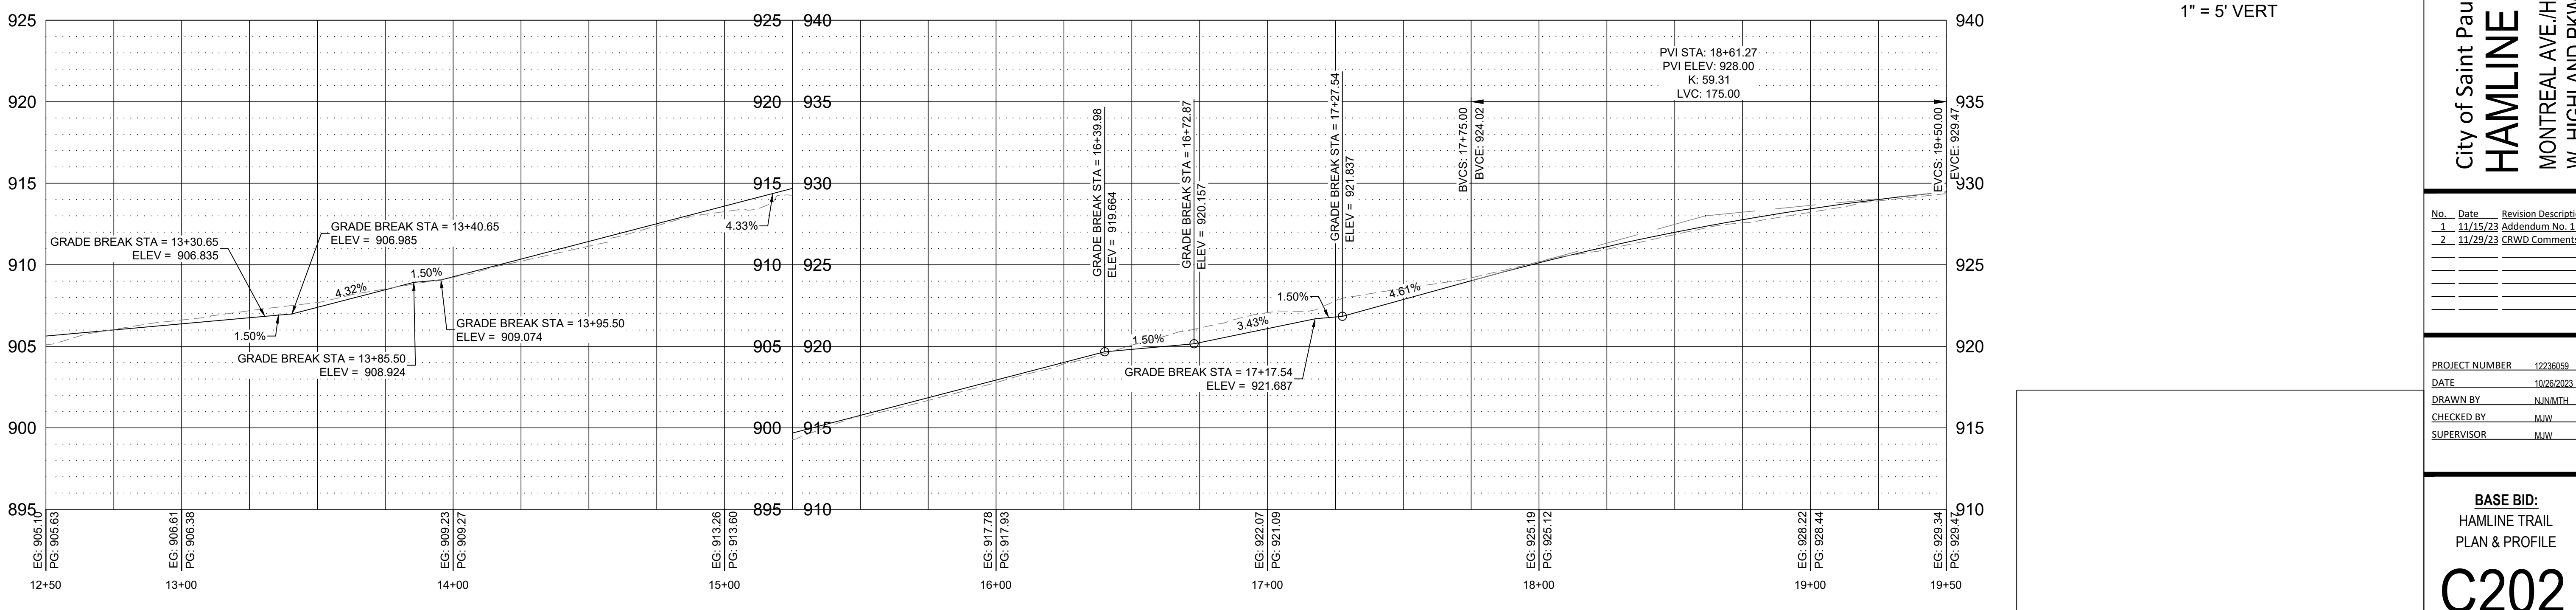 925
920
915
910
905
900
895
925
920
915
910
905
900
895
940
935
930
925
920
915
910
940
935
930
925
920
915
910
GRADE BREAK STA = 13+30.65
ELEV = 906.835
1.50%
GRADE BREAK STA = 13+40.65
ELEV = 906.985
4.32%
GRADE BREAK STA = 13+85.50
ELEV = 908.924
1.50%
GRADE BREAK STA = 13+95.50
ELEV = 909.074
4.33%
GRADE BREAK STA = 16+39.98
ELEV = 919.664
1.50%
GRADE BREAK STA = 16+72.87
ELEV = 920.157
3.43%
GRADE BREAK STA = 17+17.54
ELEV = 921.687
1.50%
GRADE BREAK STA = 17+27.54
ELEV = 921.837
4.61%
BVCS: 17+75.00
BVCE: 924.02
PVI STA: 18+61.27
PVI ELEV: 928.00
K: 59.31
LVC: 175.00
EVCS: 19+50.00
EVCE: 929.47
EG: 905.10
PG: 905.63
EG: 906.61
PG: 906.38
EG: 909.23
PG: 909.27
EG: 913.26
PG: 913.60
EG: 917.78
PG: 917.93
EG: 922.07
PG: 921.09
EG: 925.19
PG: 925.12
EG: 928.22
PG: 928.44
EG: 929.34
PG: 929.47
12+50
13+00
14+00
15+00
16+00
17+00
18+00
19+00
19+50
1" = 5' VERT
City of Saint Pau
HAMLINE
MONTREAL AVE./H
W. HIGHLAND PKW
No. Date Revision Descripti
1 11/15/23 Addendum No. 1
2 11/29/23 CRWD Comments
PROJECT NUMBER 12236059
DATE 10/26/2023
DRAWN BY NJN/MTH
CHECKED BY MJW
SUPERVISOR MJW
BASE BID:
HAMLINE TRAIL
PLAN & PROFILE
C202